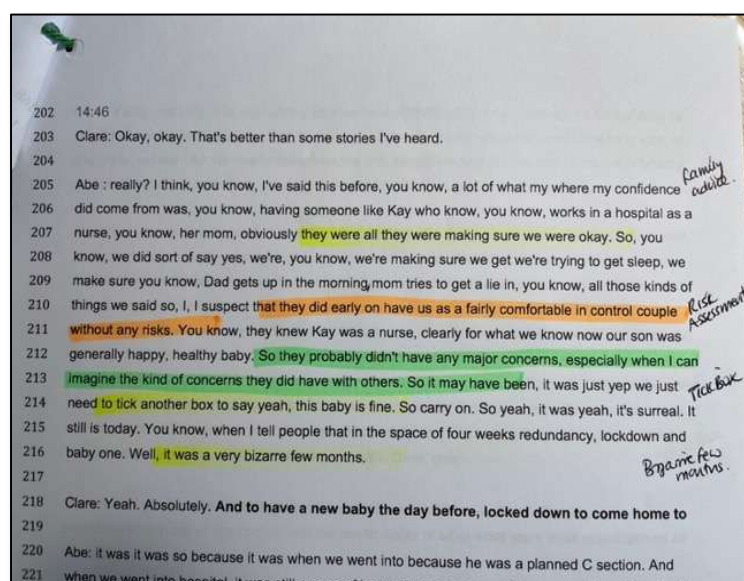 202 14:46
203 Clare: Okay, okay. That's better than some stories I've heard.
204
205 Abe : really? I think, you know, I've said this before, you know, a lot of what my where my confidence
Family advice.
206 did come from was, you know, having someone like Kay who know, you know, works in a hospital as a
207 nurse, you know, her mom, obviously they were all they were making sure we were okay. So, you
208 know, we did sort of say yes, we're, you know, we're making sure we get we're trying to get sleep, we
209 make sure you know, Dad gets up in the morning, mom tries to get a lie in, you know, all those kinds of
210 things we said so, I, I suspect that they did early on have us as a fairly comfortable in control couple
Risk Assessment
211 without any risks. You know, they knew Kay was a nurse, clearly for what we know now our son was
212 generally happy, healthy baby. So they probably didn't have any major concerns, especially when I can
213 imagine the kind of concerns they did have with others. So it may have been, it was just yep we just
Tick Box
214 need to tick another box to say yeah, this baby is fine. So carry on. So yeah, it was yeah, it's surreal. It
215 still is today. You know, when I tell people that in the space of four weeks redundancy, lockdown and
216 baby one. Well, it was a very bizarre few months.
Bizarre few months.
217
218 Clare: Yeah. Absolutely. And to have a new baby the day before, locked down to come home to
219
220 Abe: it was it was so because it was when we went into because he was a planned C section. And
221 when we went into hospital, it was still